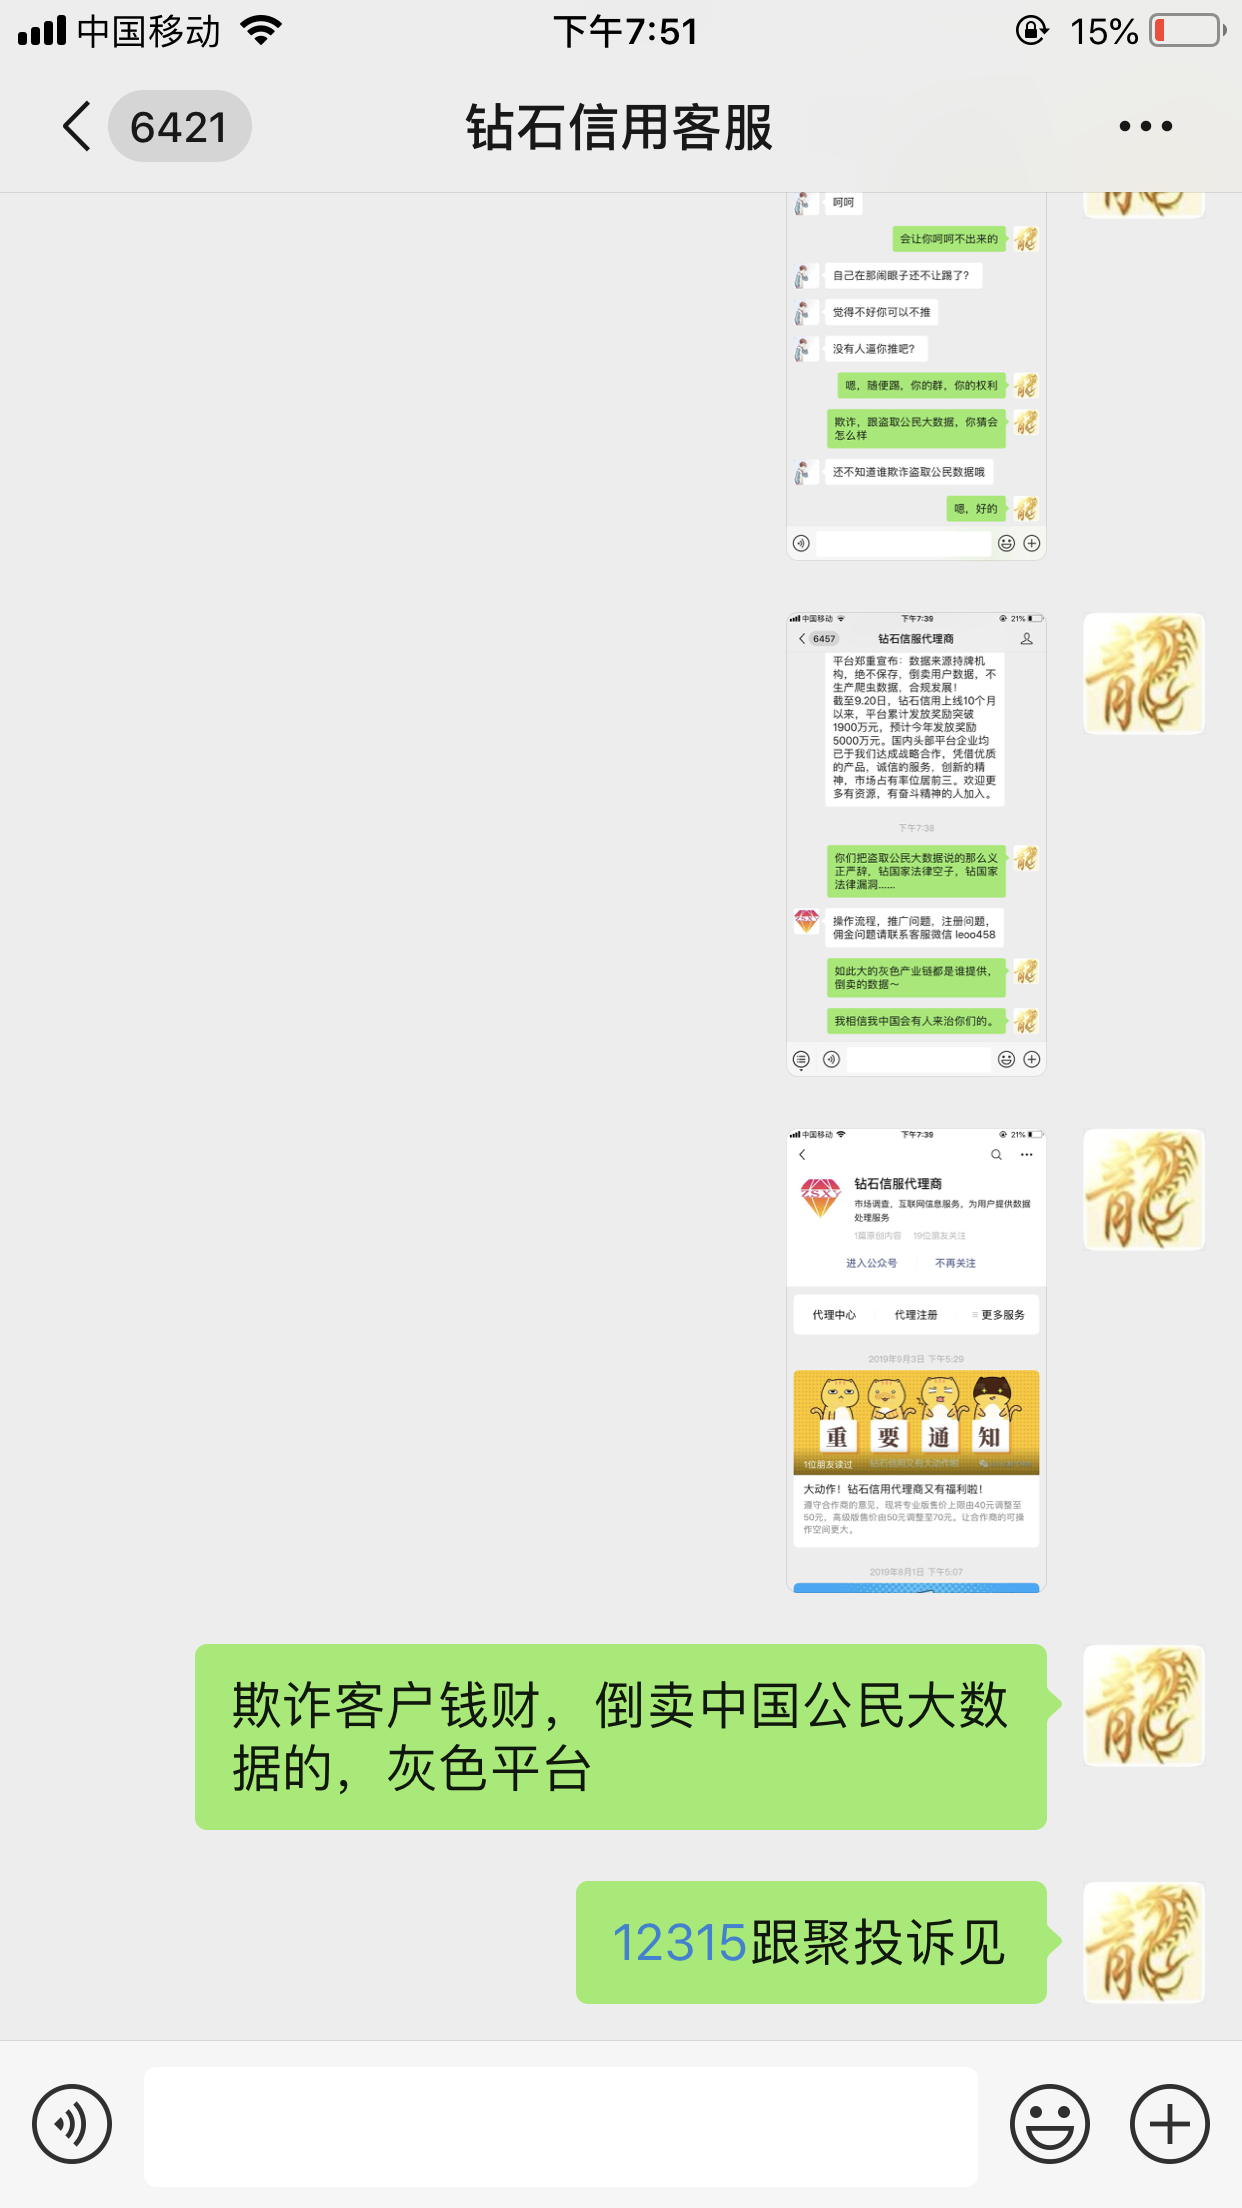 中国移动
下午7:51
15%
6421
钻石信用客服
呵呵
会让你呵呵不出来的
自己在那闹眼子还不让踢了?
觉得不好你可以不推
没有人逼你推吧?
嗯,随便踢,你的群,你的权利
欺诈,跟盗取公民大数据,你猜会
怎么样
还不知道谁欺诈盗取公民数据哦
嗯,好的
中国移动
下午7:39
21%
6457
钻石信服代理商
平台郑重宣布:数据来源持牌机
构,绝不保存,倒卖用户数据,不
生产爬虫数据,合规发展!
截至9.20日,钻石信用上线10个月
以来,平台累计发放奖励突破
1900万元,预计今年发放奖励
5000万元。国内头部平台企业均
已于我们达成战略合作,凭借优质
的产品,诚信的服务,创新的精
神,市场占有率位居前三。欢迎更
多有资源,有奋斗精神的人加入。
下午7:38
你们把盗取公民大数据说的那么义
正严辞,钻国家法律空子,钻国家
法律漏洞......
操作流程,推广问题,注册问题,
佣金问题请联系客服微信 leoo458
如此大的灰色产业链都是谁提供,
倒卖的数据～
我相信我中国会有人来治你们的。
中国移动
下午7:39
21%
ZSXY
钻石信服代理商
市场调查,互联网信息服务,为用户提供数据
处理服务
1篇原创内容 19位朋友关注
进入公众号 不再关注
代理中心 代理注册 更多服务
2019年9月3日 下午5:29
重要通知
1位朋友读过
钻石信用又有大动作啦
大动作!钻石信用代理商又有福利啦!
遵守合作商的意见,现将专业版售价上限由40元调整至
50元,高级版售价由50元调整至70元。让合作商的可操
作空间更大。
2019年8月1日 下午5:07
欺诈客户钱财,倒卖中国公民大数
据的,灰色平台
12315跟聚投诉见